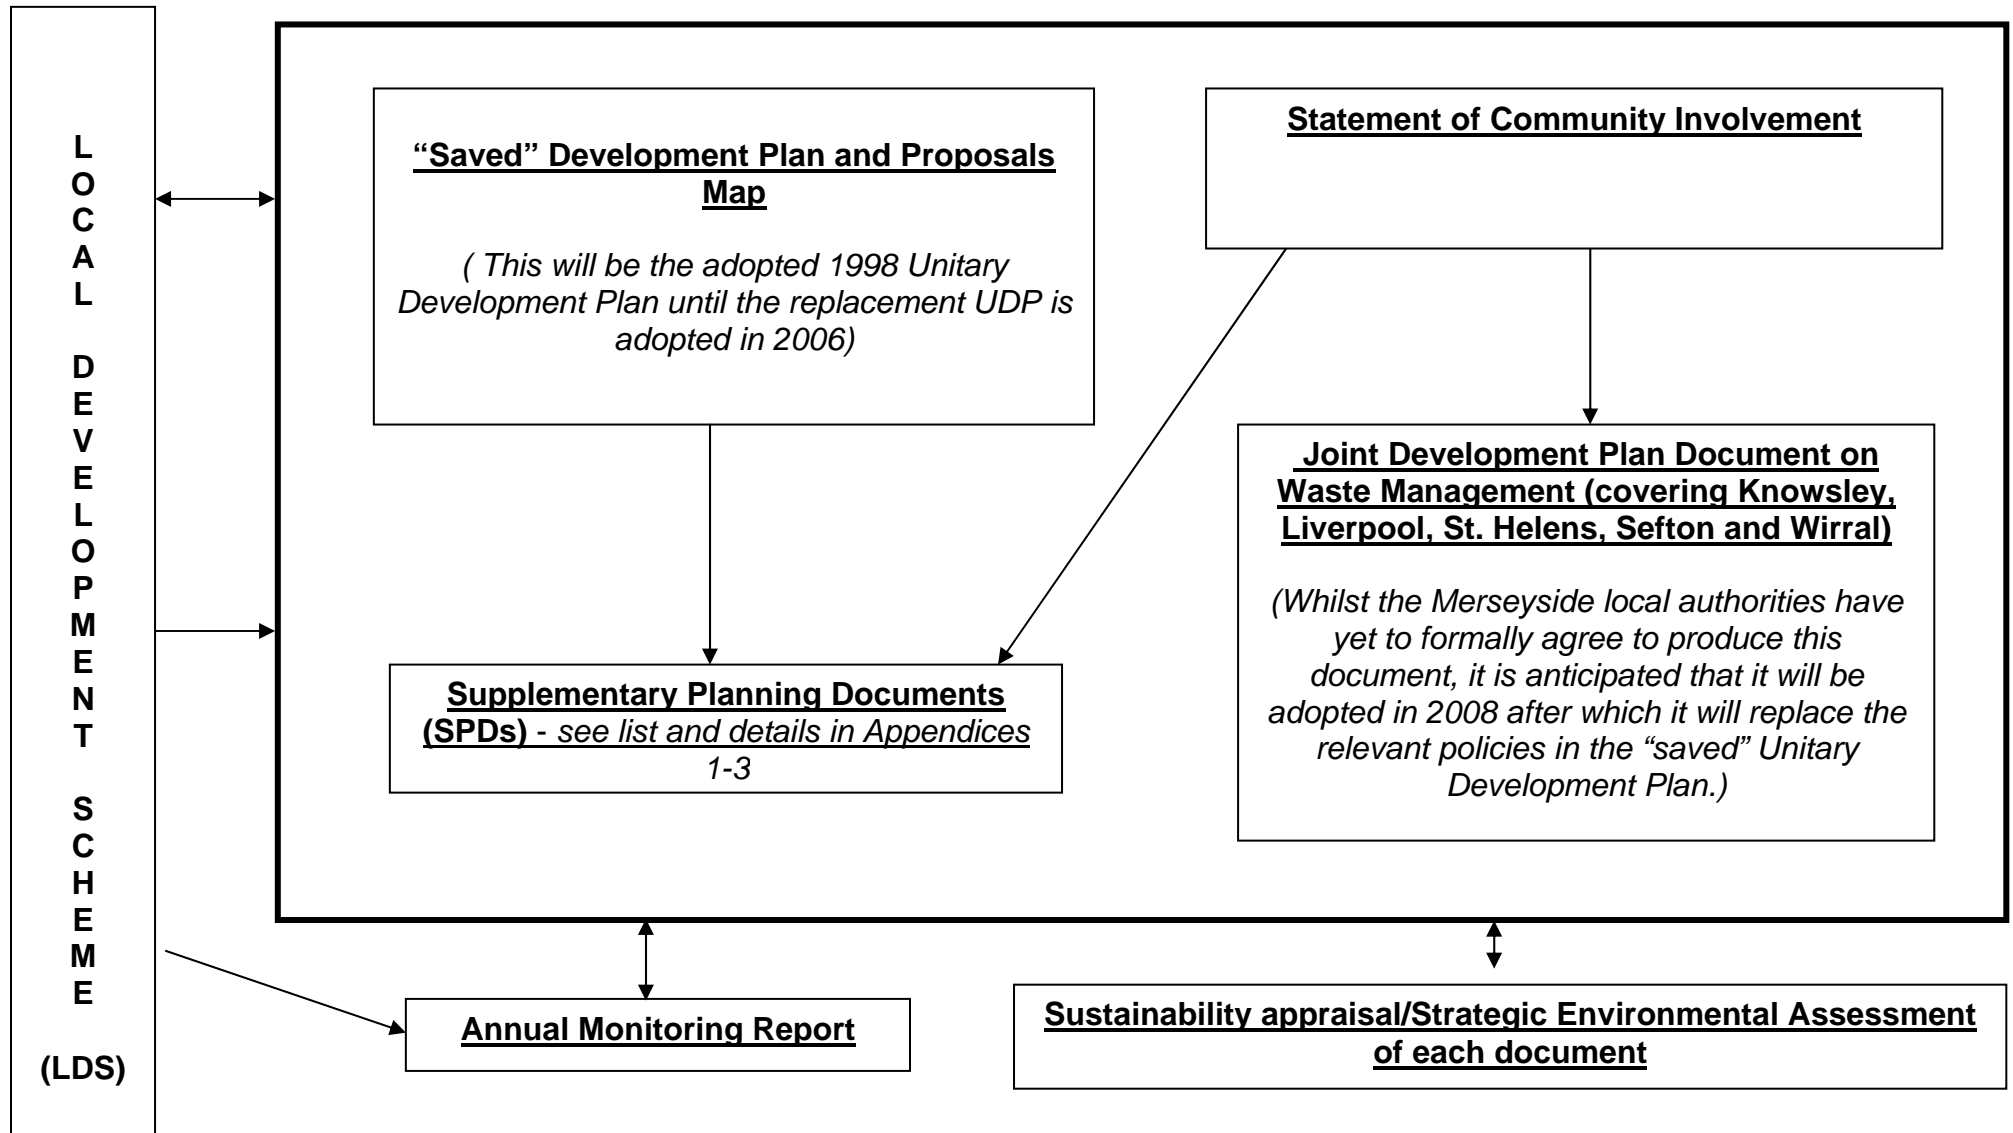 LOCAL DEVELOPMENT SCHEME
(LDS)
“Saved” Development Plan and Proposals
Map
( This will be the adopted 1998 Unitary
Development Plan until the replacement UDP is
adopted in 2006)
Statement of Community Involvement
Supplementary Planning Documents
(SPDs) - see list and details in Appendices
1-3
Joint Development Plan Document on
Waste Management (covering Knowsley,
Liverpool, St. Helens, Sefton and Wirral)
(Whilst the Merseyside local authorities have
yet to formally agree to produce this
document, it is anticipated that it will be
adopted in 2008 after which it will replace the
relevant policies in the “saved” Unitary
Development Plan.)
Annual Monitoring Report
Sustainability appraisal/Strategic Environmental Assessment
of each document